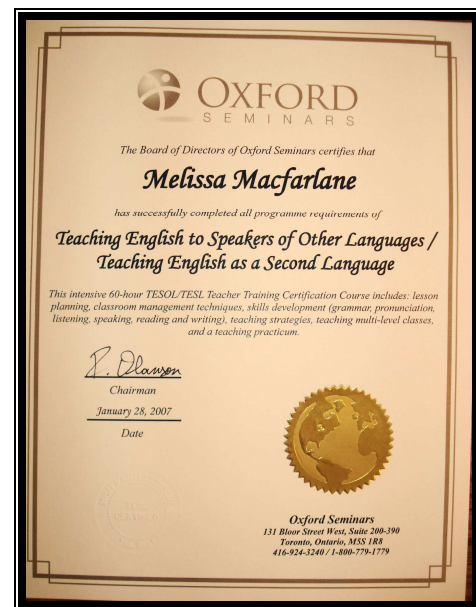 OXFORD
SEMINARS
The Board of Directors of Oxford Seminars certifies that
Melissa Macfarlane
has successfully completed all programme requirements of
Teaching English to Speakers of Other Languages /
Teaching English as a Second Language
This intensive 60-hour TESOL/TESL Teacher Training Certification Course includes: lesson
planning, classroom management techniques, skills development (grammar, pronunciation,
listening, speaking, reading and writing), teaching strategies, teaching multi-level classes,
and a teaching practicum.
Chairman
January 28, 2007
Date
Oxford Seminars
131 Bloor Street West, Suite 200-390
Toronto, Ontario, M5S 1R8
416-924-3240 / 1-800-779-1779